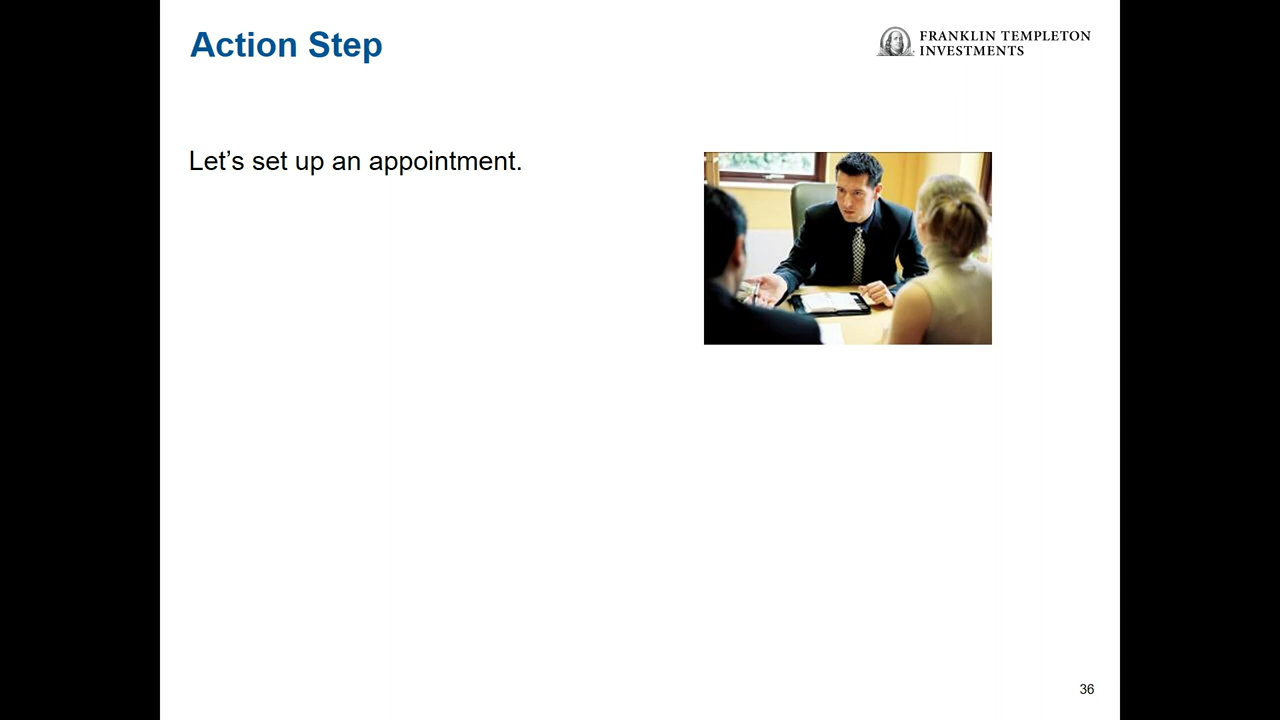 Action Step
FRANKLIN TEMPLETON
INVESTMENTS
Let’s set up an appointment.
36